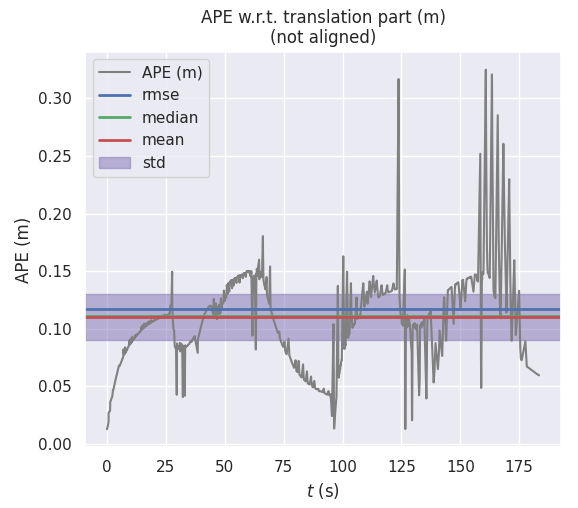 APE w.r.t. translation part (m)
(not aligned)
APE (m)
rmse
median
mean
std
APE (m)
0.30
0.25
0.20
0.15
0.10
0.05
0.00
0 25 50 75 100 125 150 175
t (s)